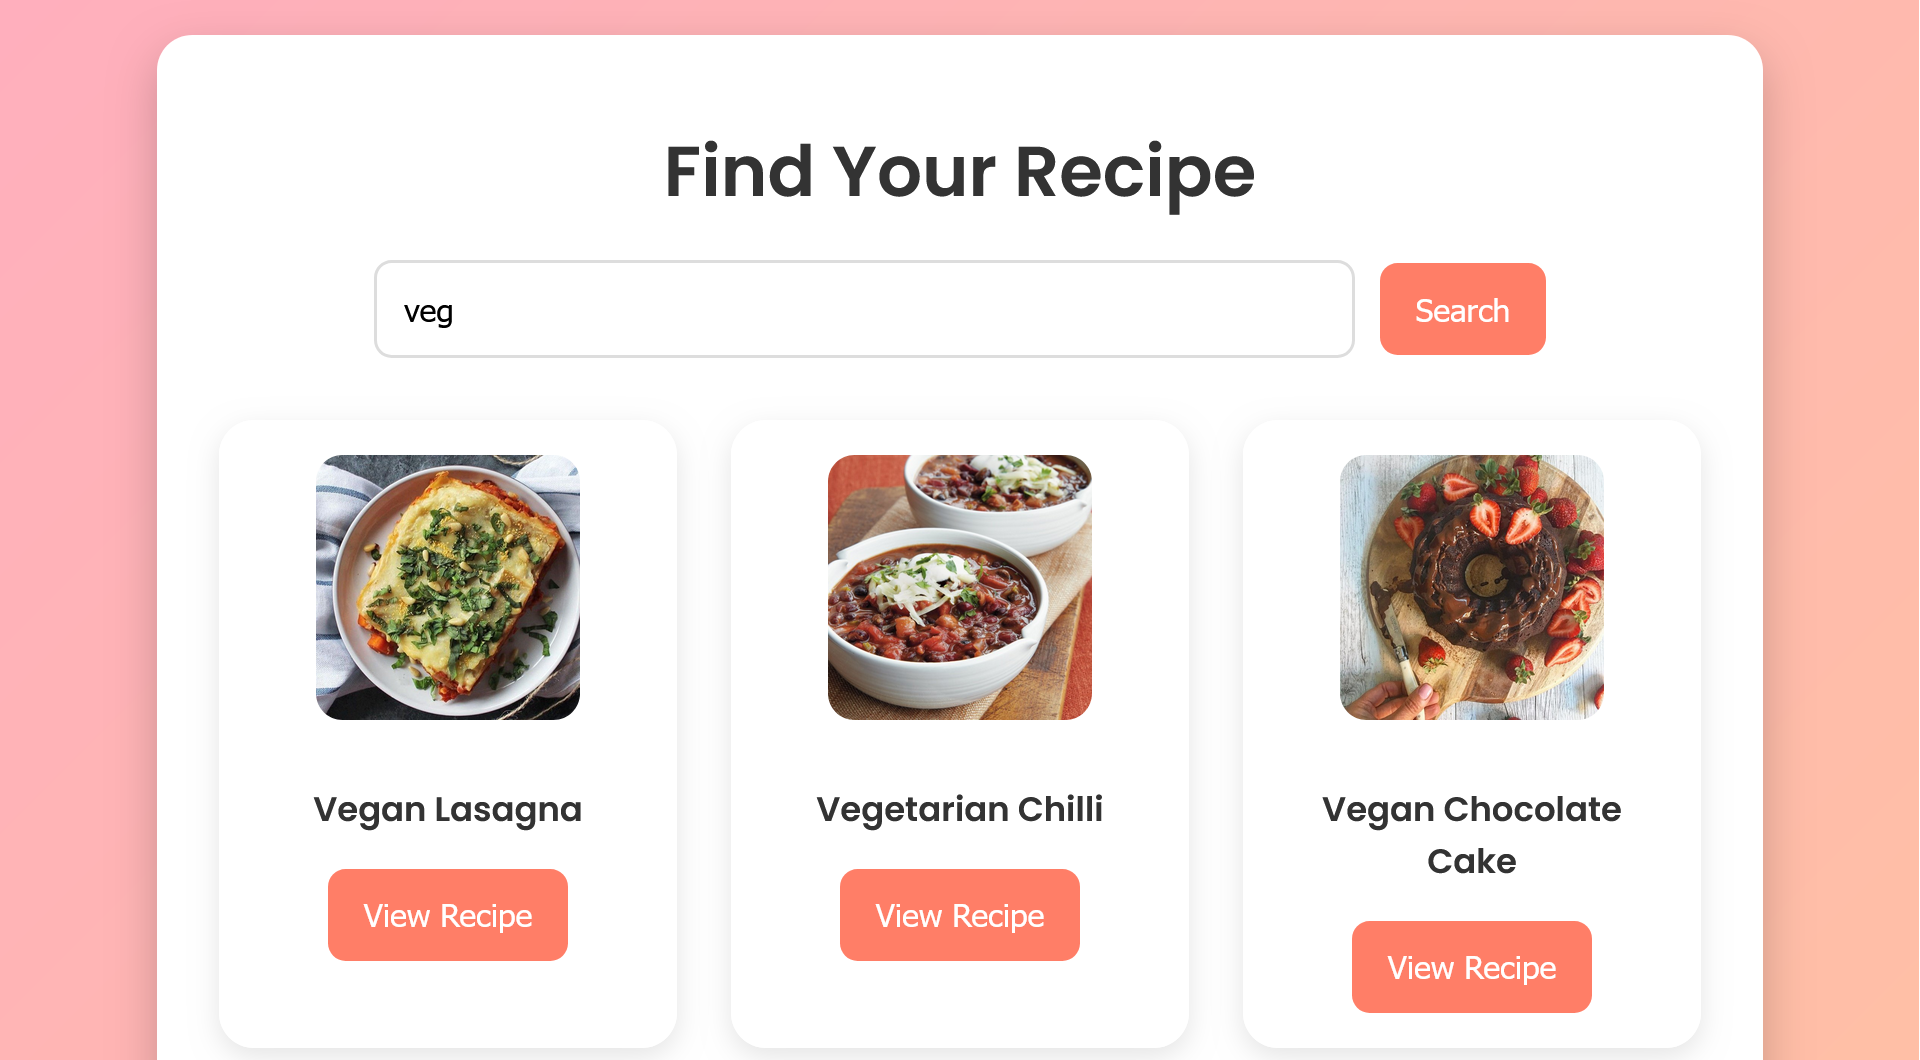 Find Your Recipe
veg
Search
Vegan Lasagna
Vegetarian Chilli
Vegan Chocolate
Cake
View Recipe
View Recipe
View Recipe